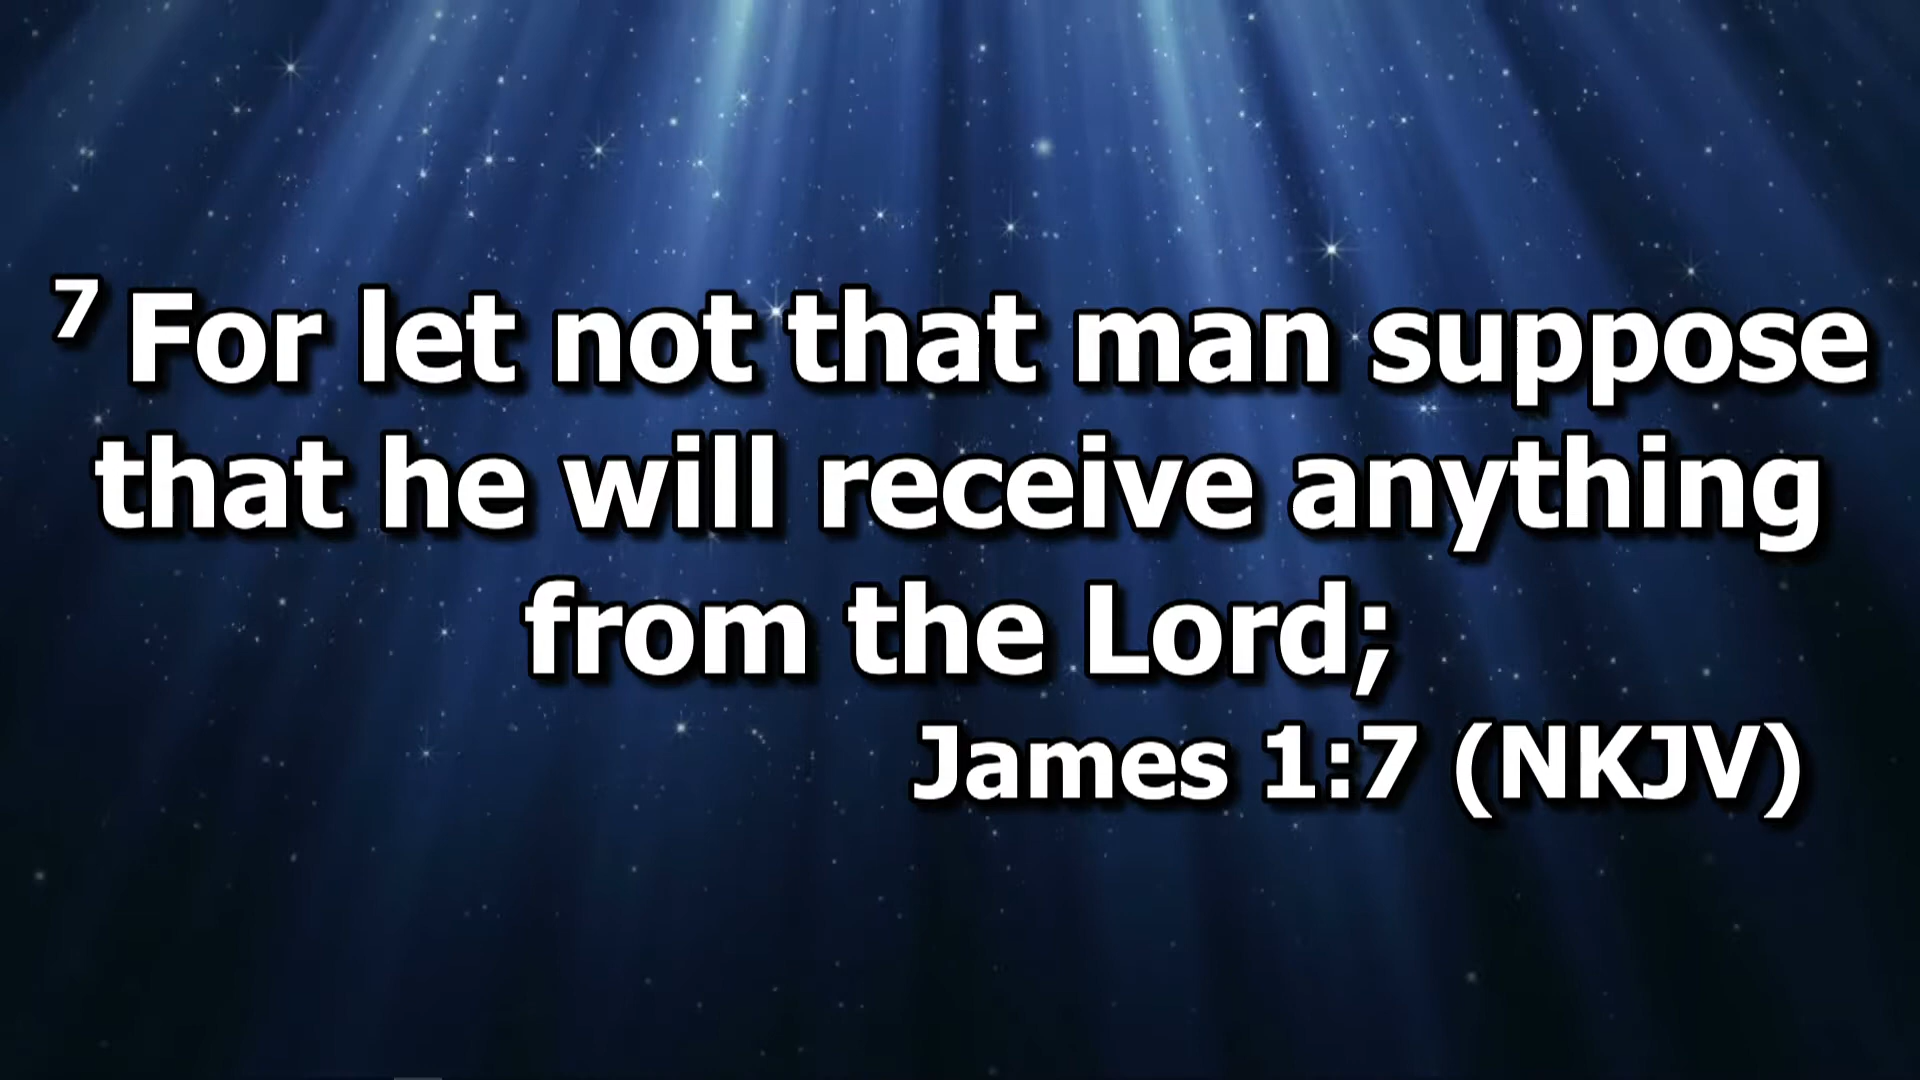 7 For let not that man suppose
that he will receive anything
from the Lord;
James 1:7 (NKJV)